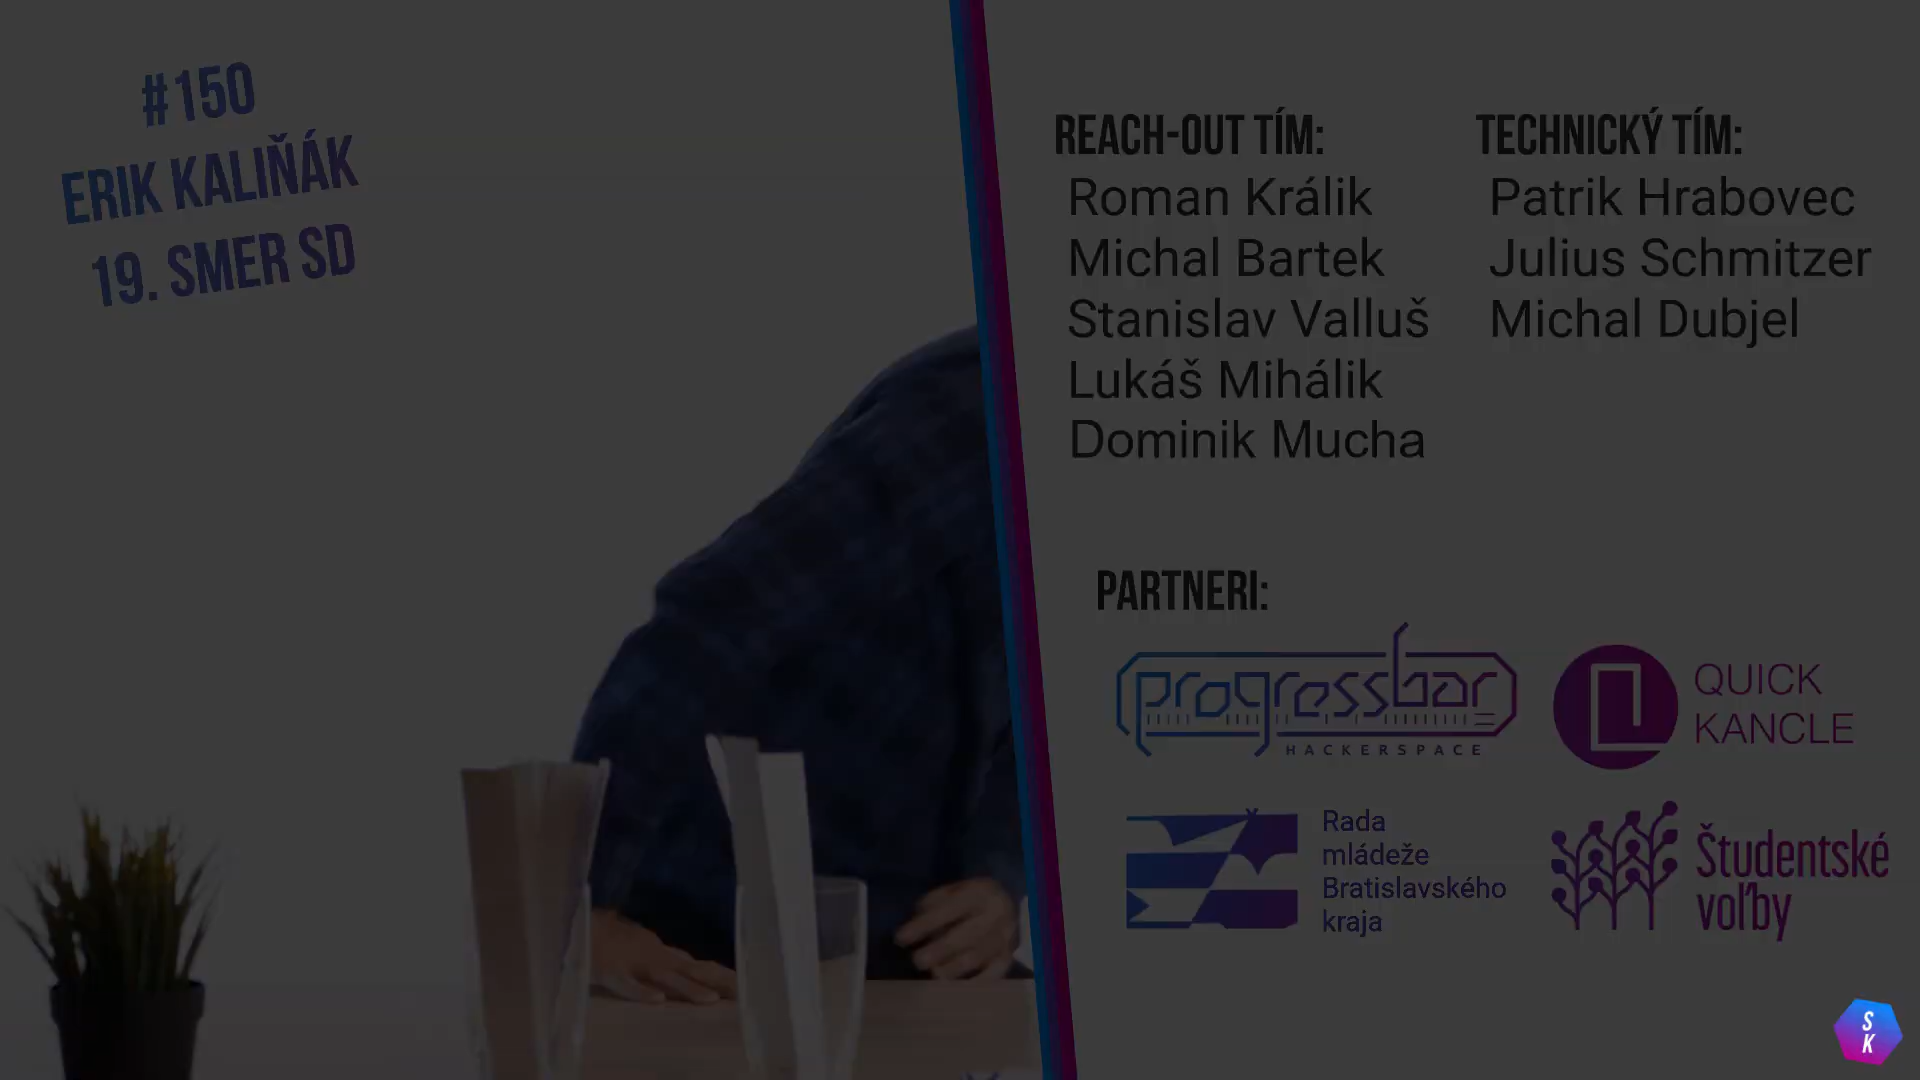 #150
ERIK KALIŇÁK
19. SMER SD
REACH-OUT TÍM:
Roman Králik
Michal Bartek
Stanislav Valluš
Lukáš Mihálik
Dominik Mucha
TECHNICKÝ TÍM:
Patrik Hrabovec
Julius Schmitzer
Michal Dubjel
PARTNERI:
progressbar
HACKERSPACE
QUICK
KANCLE
Rada
mládeže
Bratislavského
kraja
Študentské
voľby
S
K